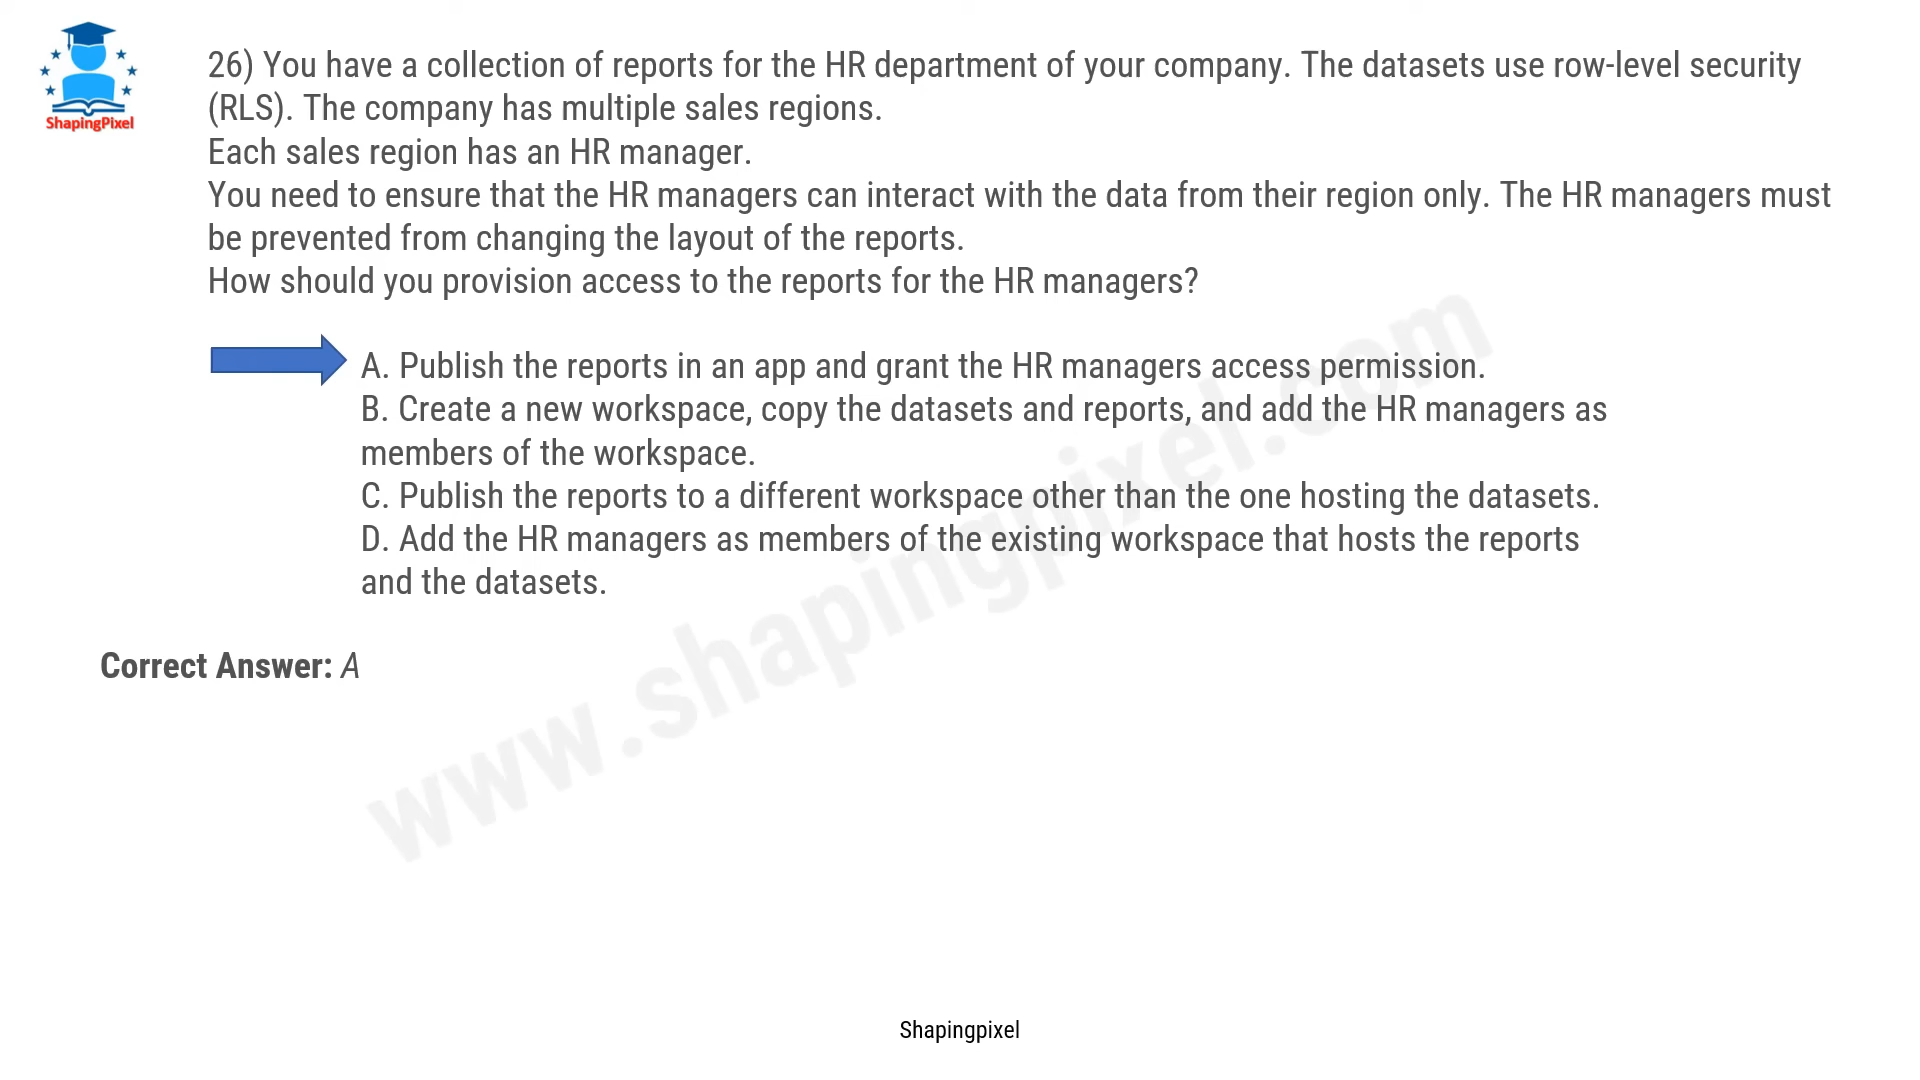 ShapingPixel
26) You have a collection of reports for the HR department of your company. The datasets use row-level security
(RLS). The company has multiple sales regions.
Each sales region has an HR manager.
You need to ensure that the HR managers can interact with the data from their region only. The HR managers must
be prevented from changing the layout of the reports.
How should you provision access to the reports for the HR managers?
A. Publish the reports in an app and grant the HR managers access permission.
B. Create a new workspace, copy the datasets and reports, and add the HR managers as
members of the workspace.
C. Publish the reports to a different workspace other than the one hosting the datasets.
D. Add the HR managers as members of the existing workspace that hosts the reports
and the datasets.
Correct Answer: A
www.shapingpixel.com
Shapingpixel